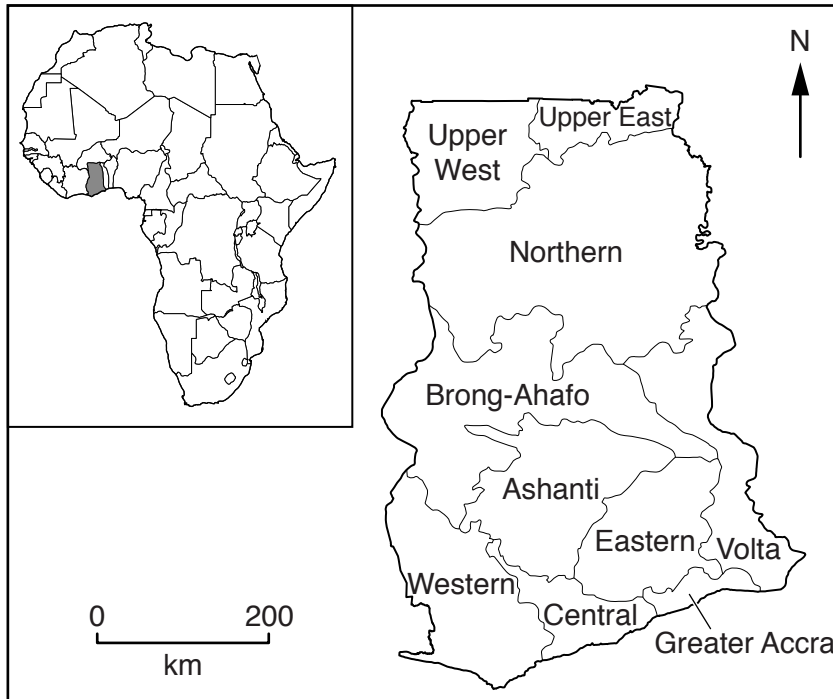 N
Upper East
Upper
West
Northern
Brong-Ahafo
Ashanti
Eastern
Volta
Western
Central
Greater Accra
0 200
km